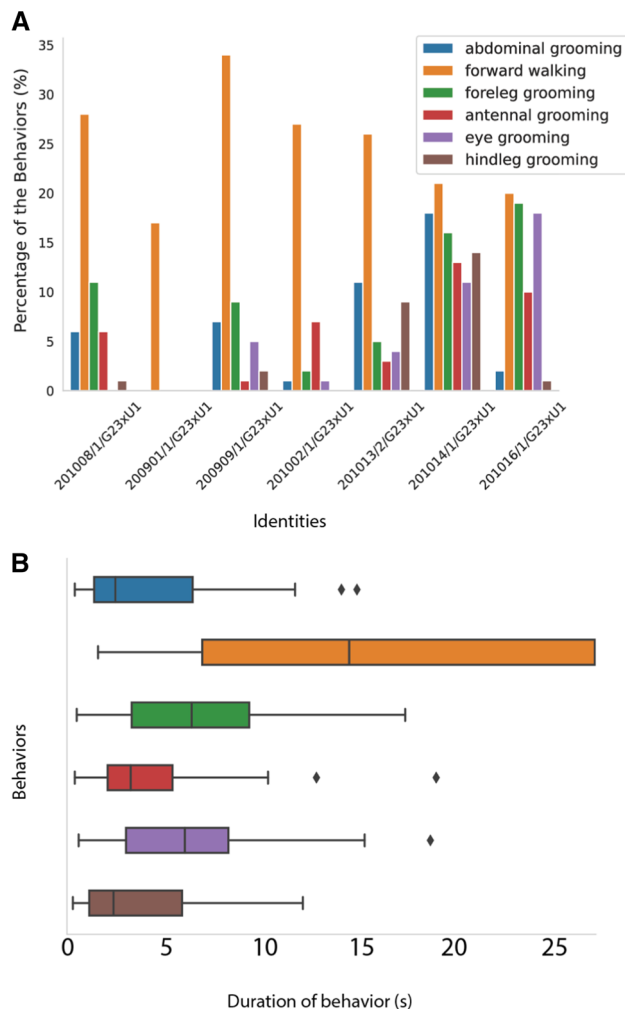 A
Percentage of the Behaviors (%)
35
30
25
20
15
10
5
0
abdominal grooming
forward walking
foreleg grooming
antennal grooming
eye grooming
hindleg grooming
201008/1/G23xU1
200901/1/G23xU1
200909/1/G23xU1
201002/1/G23xU1
201013/2/G23xU1
201014/1/G23xU1
201016/1/G23xU1
Identities
B
Behaviors
0 5 10 15 20 25
Duration of behavior (s)